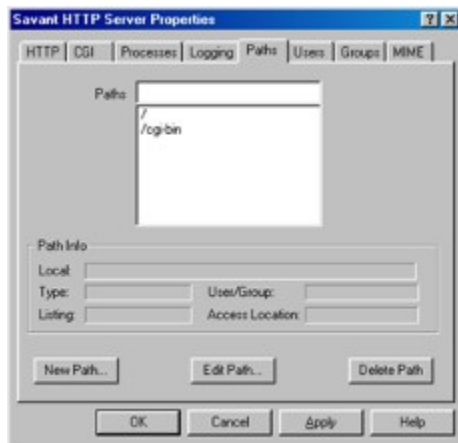 Savant HTTP Server Properties
HTTP CGI Processes Logging Paths Users Groups MIME
Paths
/
/cgi-bin
Path Info
Local:
Type: User/Group:
Listing: Access Location:
New Path... Edit Path... Delete Path
OK Cancel Apply Help